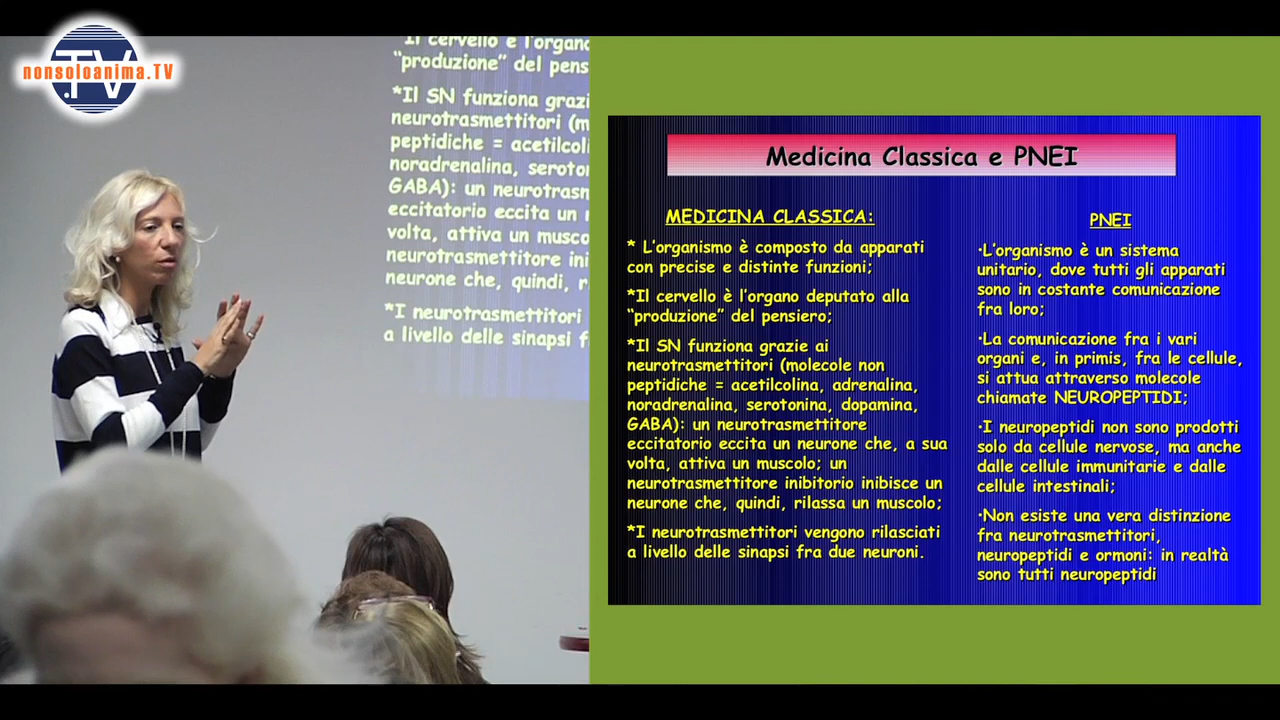 nonsoloanima.TV
.TV
Il cervello è l'organo
"produzione" del pens
*Il SN funziona grazi
neurotrasmettitori (m
peptidiche = acetilcoli
noradrenalina, seroton
GABA): un neurotrasm
eccitatorio eccita un n
volta, attiva un musco
neurotrasmettitore ini
neurone che, quindi, r
*I neurotrasmettitori
a livello delle sinapsi f
Medicina Classica e PNEI
MEDICINA CLASSICA:
* L'organismo è composto da apparati
con precise e distinte funzioni;
*Il cervello è l'organo deputato alla
"produzione" del pensiero;
*Il SN funziona grazie ai
neurotrasmettitori (molecole non
peptidiche = acetilcolina, adrenalina,
noradrenalina, serotonina, dopamina,
GABA): un neurotrasmettitore
eccitatorio eccita un neurone che, a sua
volta, attiva un muscolo; un
neurotrasmettitore inibitorio inibisce un
neurone che, quindi, rilassa un muscolo;
*I neurotrasmettitori vengono rilasciati
a livello delle sinapsi fra due neuroni.
PNEI
·L'organismo è un sistema
unitario, dove tutti gli apparati
sono in costante comunicazione
fra loro;
·La comunicazione fra i vari
organi e, in primis, fra le cellule,
si attua attraverso molecole
chiamate NEUROPEPTIDI;
·I neuropeptidi non sono prodotti
solo da cellule nervose, ma anche
dalle cellule immunitarie e dalle
cellule intestinali;
·Non esiste una vera distinzione
fra neurotrasmettitori,
neuropeptidi e ormoni: in realtà
sono tutti neuropeptidi